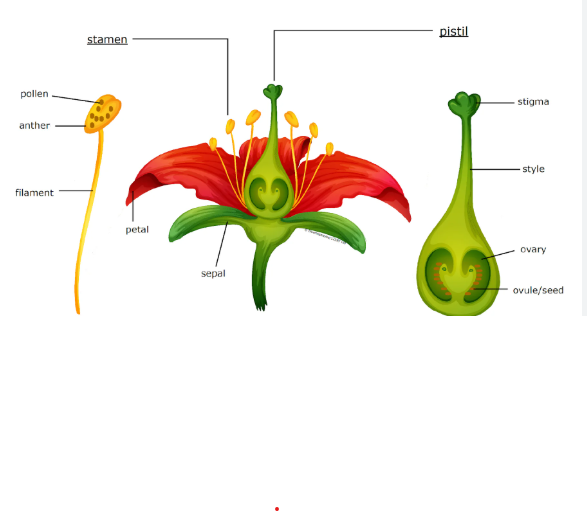 stamen
pistil
pollen
anther
filament
petal
sepal
stigma
style
ovary
ovule/seed